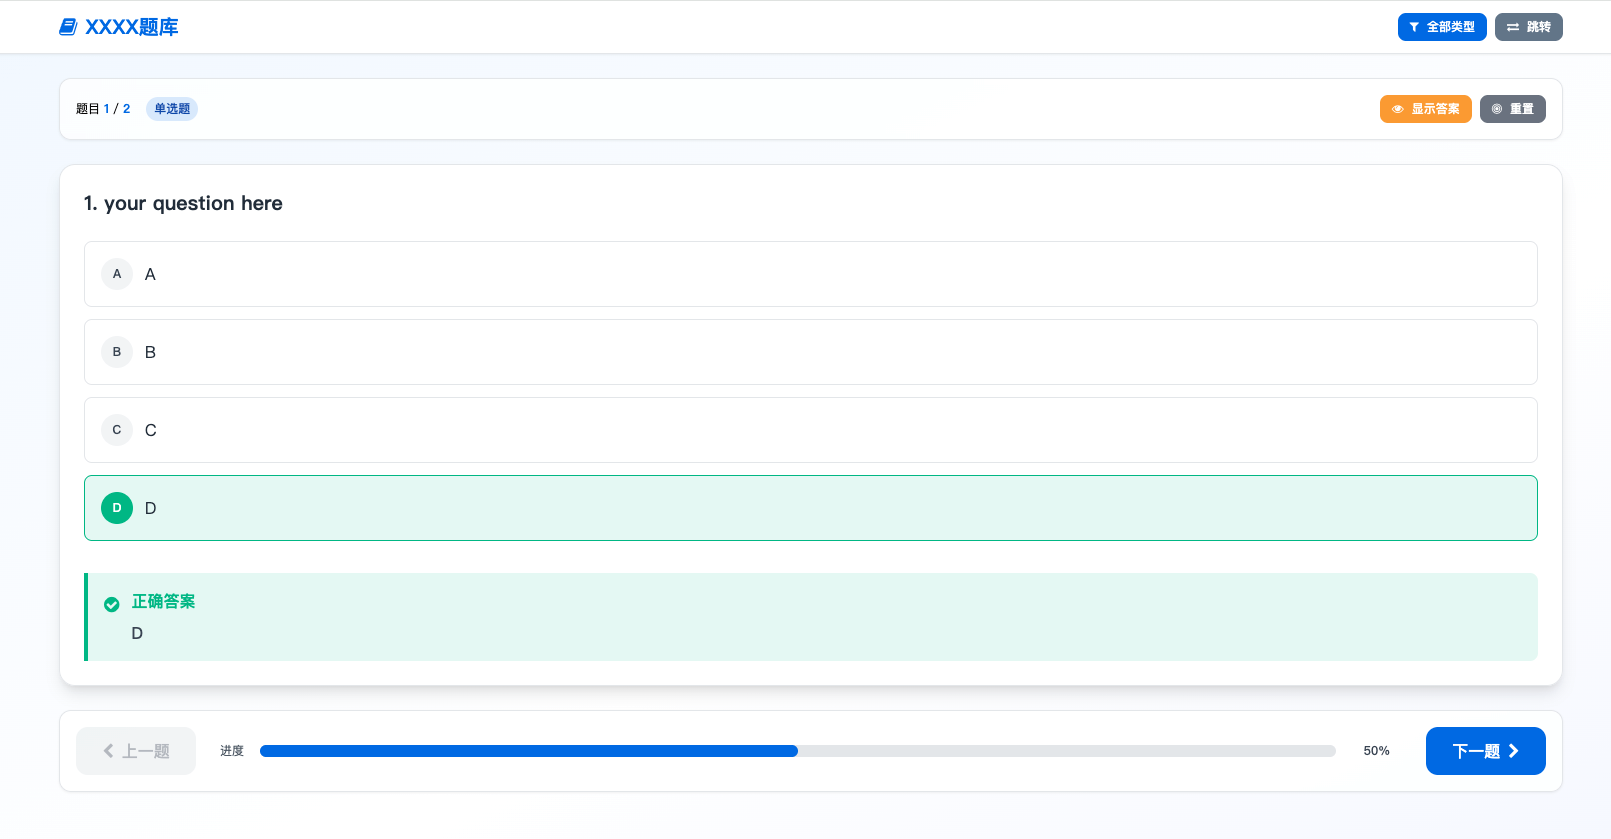 XXXX题库
全部类型
跳转
题目 1 / 2
单选题
显示答案
重置
1. your question here
A A
B B
C C
D D
正确答案
D
上一题
进度
50%
下一题